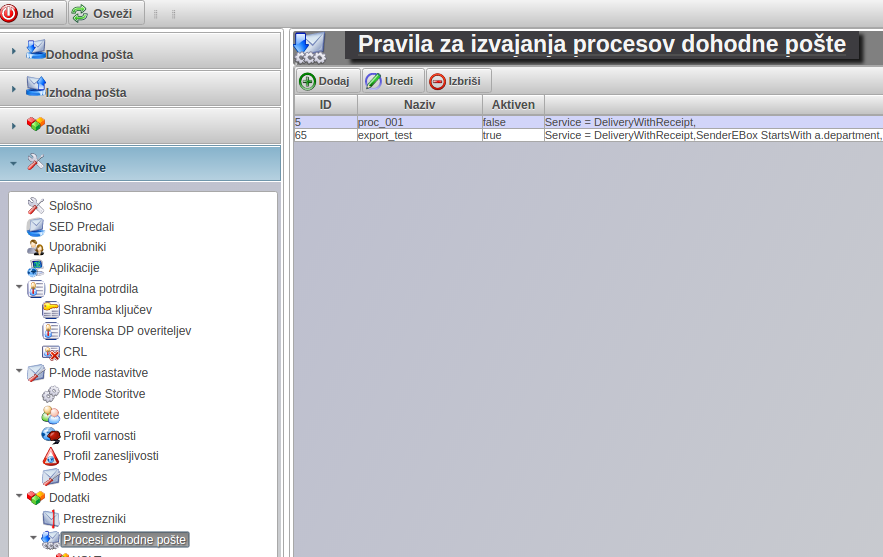 Izhod
Osveži
Dohodna pošta
Izhodna pošta
Dodatki
Nastavitve
Splošno
SED Predali
Uporabniki
Aplikacije
Digitalna potrdila
Shramba ključev
Korenska DP overiteljev
CRL
P-Mode nastavitve
PMode Storitve
eIdentitete
Profil varnosti
Profil zanesljivosti
PModes
Dodatki
Prestrezniki
Procesi dohodne pošte
Pravila za izvajanja procesov dohodne pošte
Dodaj Uredi Izbriši
ID Naziv Aktiven
5 proc_001 false Service = DeliveryWithReceipt,
65 export_test true Service = DeliveryWithReceipt,SenderEBox StartsWith a.department,